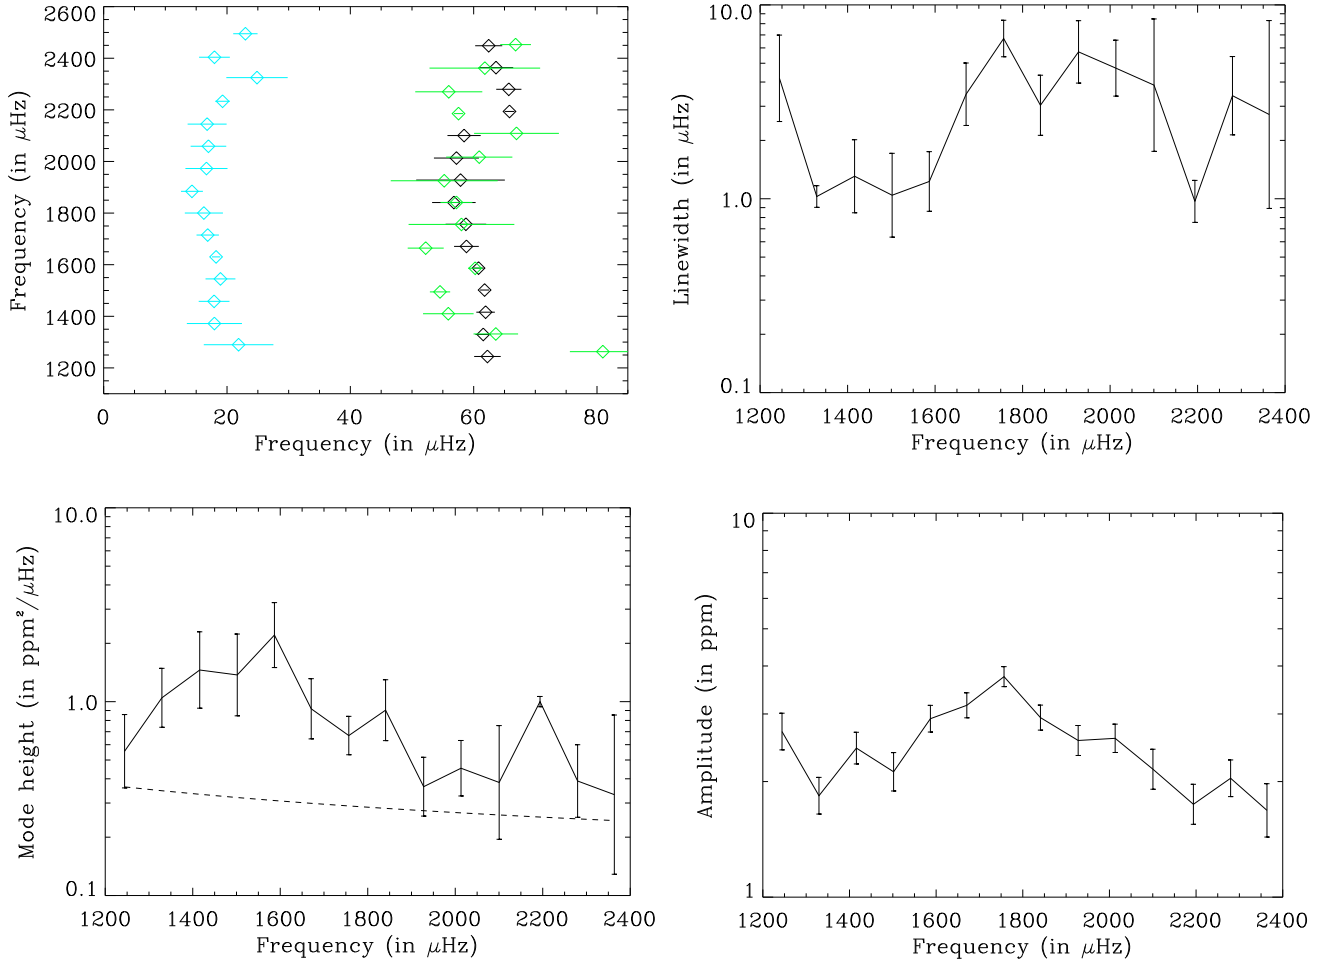 2600
2400
2200
2000
1800
1600
1400
1200
Frequency (in μHz)
0 20 40 60 80
Frequency (in μHz)
10.0
1.0
0.1
Linewidth (in μHz)
1200 1400 1600 1800 2000 2200 2400
Frequency (in μHz)
10.0
1.0
0.1
Mode height (in ppm²/μHz)
1200 1400 1600 1800 2000 2200 2400
Frequency (in μHz)
10
1
Amplitude (in ppm)
1200 1400 1600 1800 2000 2200 2400
Frequency (in μHz)